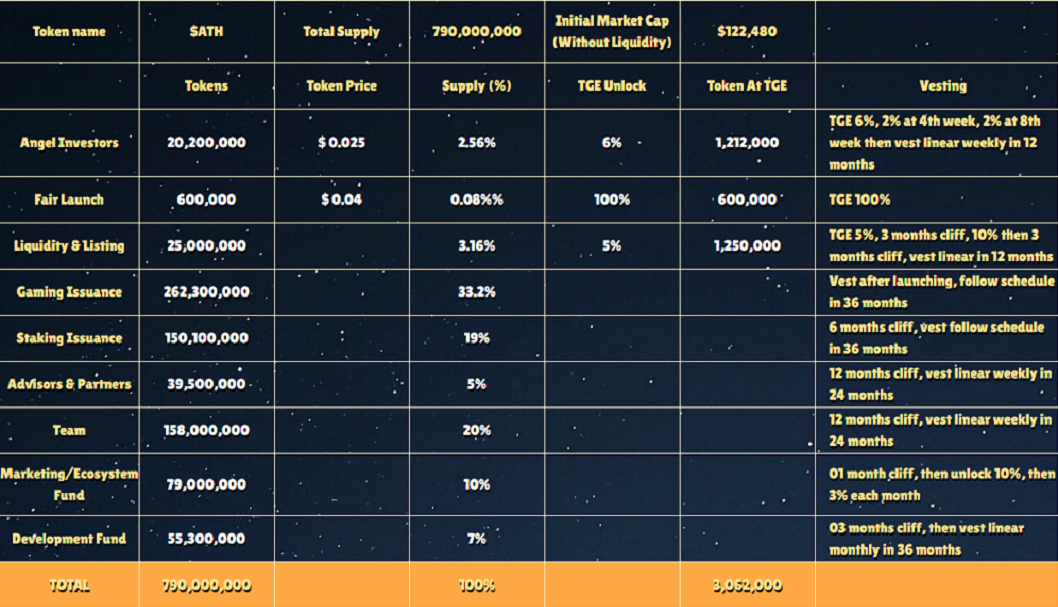 Token name $ATH Total Supply 790,000,000 Initial Market Cap (Without Liquidity) $122,480
Tokens Token Price Supply (%) TGE Unlock Token At TGE Vesting
Angel Investors 20,200,000 $0.025 2.56% 6% 1,212,000 TGE 6%, 2% at 4th week, 2% at 8th
week then vest linear weekly in 12
months
Fair Launch 600,000 $0.04 0.08%% 100% 600,000 TGE 100%
Liquidity & Listing 25,000,000 3.16% 5% 1,250,000 TGE 5%, 3 months cliff, 10% then 3
months cliff, vest linear in 12 months
Gaming Issuance 262,300,000 33.2% Vest after launching, follow schedule
in 36 months
Staking Issuance 150,100,000 19% 6 months cliff, vest follow schedule
in 36 months
Advisors & Partners 39,500,000 5% 12 months cliff, vest linear weekly in
24 months
Team 158,000,000 20% 12 months cliff, vest linear weekly in
24 months
Marketing/Ecosystem
Fund 79,000,000 10% 01 month cliff, then unlock 10%, then
3% each month
Development Fund 55,300,000 7% 03 months cliff, then vest linear
monthly in 36 months
TOTAL 790,000,000 100% 3,062,000